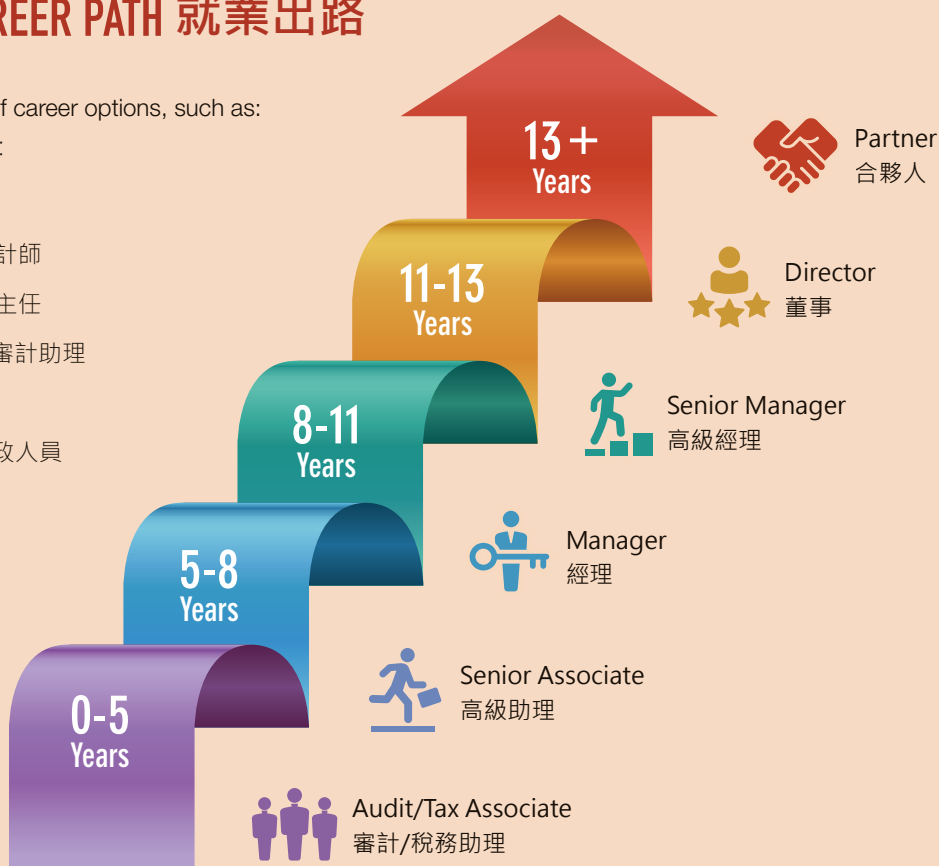 CAREER PATH 就業出路
of career options, such as:
:
計師
主任
審計助理
政人員
13+
Years
Partner
合夥人
11-13
Years
Director
董事
8-11
Years
Senior Manager
高級經理
5-8
Years
Manager
經理
Senior Associate
高級助理
0-5
Years
Audit/Tax Associate
審計/稅務助理